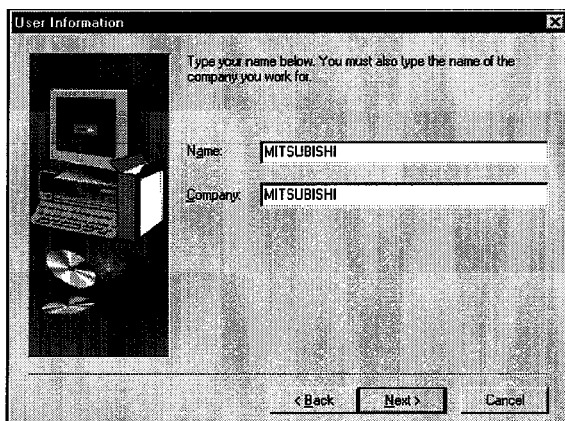 User Information
Type your name below. You must also type the name of the
company you work for.
Name: MITSUBISHI
Company: MITSUBISHI
< Back Next > Cancel